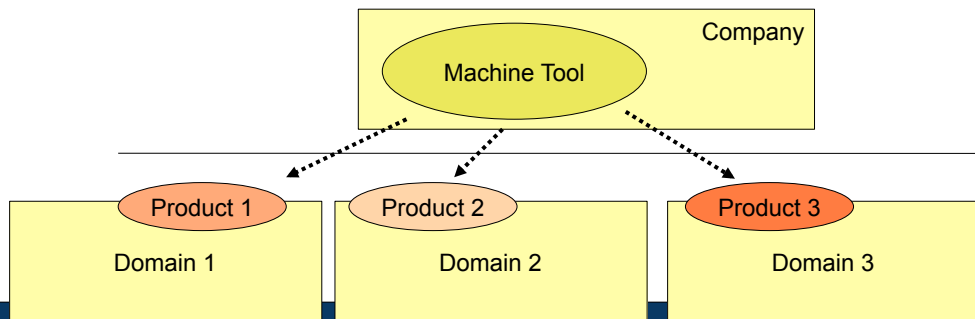 Company
Machine Tool
Product 1
Product 2
Product 3
Domain 1
Domain 2
Domain 3